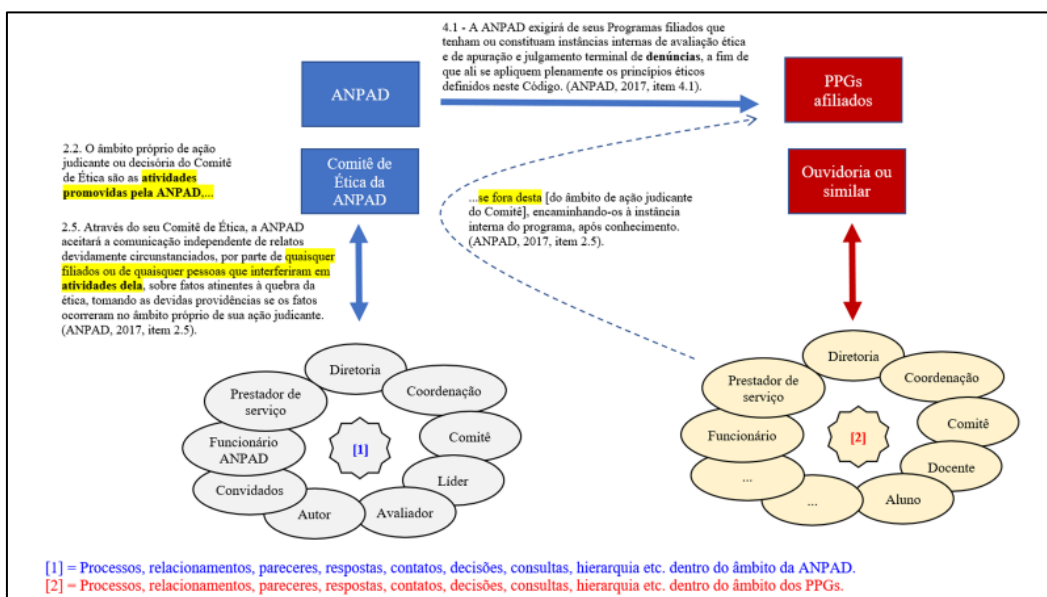 4.1 - A ANPAD exigirá de seus Programas filiados que
tenham ou constituam instâncias internas de avaliação ética
e de apuração e julgamento terminal de denúncias, a fim de
que ali se apliquem plenamente os princípios éticos
definidos neste Código. (ANPAD, 2017, item 4.1).
ANPAD
PPGs
afiliados
2.2. O âmbito próprio de ação
judicante ou decisória do Comitê
de Ética são as atividades
promovidas pela ANPAD,...
Comitê de
Ética da
ANPAD
Ouvidoria ou
similar
...se fora desta [do âmbito de ação judicante
do Comitê], encaminhando-os à instância
interna do programa, após conhecimento.
(ANPAD, 2017, item 2.5).
2.5. Através do seu Comitê de Ética, a ANPAD
aceitará a comunicação independente de relatos
devidamente circunstanciados, por parte de quaisquer
filiados ou de quaisquer pessoas que interferiram em
atividades dela, sobre fatos atinentes à quebra da
ética, tomando as devidas providências se os fatos
ocorreram no âmbito próprio de sua ação judicante.
(ANPAD, 2017, item 2.5).
Diretoria
Coordenação
Comitê
Líder
Avaliador
Autor
Convidados
Funcionário
ANPAD
Prestador de
serviço
[1]
Diretoria
Coordenação
Comitê
Docente
Aluno
...
...
Funcionário
Prestador de
serviço
[2]
[1] = Processos, relacionamentos, pareceres, respostas, contatos, decisões, consultas, hierarquia etc. dentro do âmbito da ANPAD.
[2] = Processos, relacionamentos, pareceres, respostas, contatos, decisões, consultas, hierarquia etc. dentro do âmbito dos PPGs.